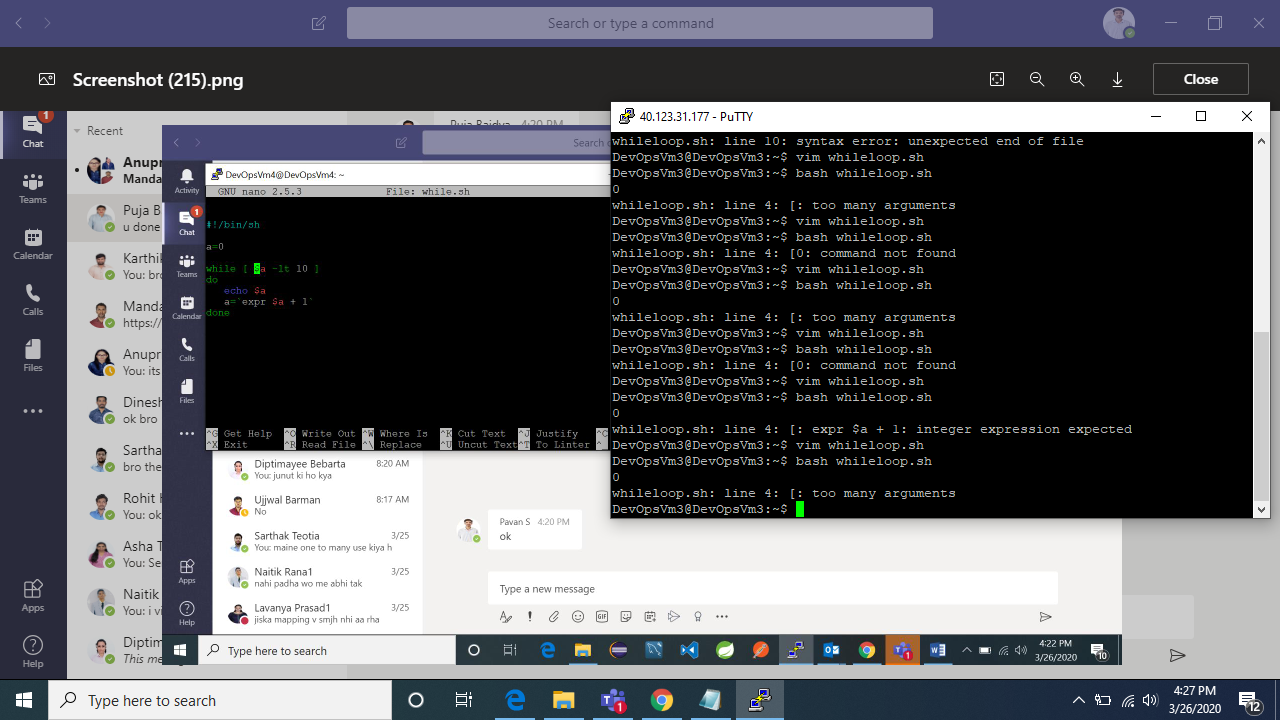 Search or type a command
Screenshot (215).png
Close
1
Chat
Teams
Calendar
Calls
Files
Apps
Help
Recent
Anupr
Manda
Puja B
u done
Karthik
You: bro
Manda
https://
Anupr
You: its
Dinesh
ok bro
Sartha
bro the
Rohit K
You: ok
Asha T
You: Se
Naitik
You: i vi
Diptim
This me
Puja Baidya 4:20 PM
Search o
Activity
1
Chat
Teams
Calendar
Calls
Files
Apps
Help
DevOpsVm4@DevOpsVm4: ~
GNU nano 2.5.3 File: while.sh
#!/bin/sh
a=0
while [ $a -lt 10 ]
do
echo $a
a=`expr $a + 1`
done
^G Get Help ^O Write Out ^W Where Is ^K Cut Text ^J Justify ^C
^X Exit ^R Read File ^\ Replace ^U Uncut Text ^T To Linter ^
Diptimayee Bebarta 8:20 AM
You: junut ki ho kya
Ujjwal Barman 8:17 AM
No
Sarthak Teotia 3/25
You: maine one to many use kiya h
Naitik Rana1 3/25
nahi padha wo me abhi tak
Lavanya Prasad1 3/25
jiska mapping v smjh nhi aa rha
Pavan S 4:20 PM
ok
Type a new message
GIF
Type here to search
1
4:22 PM
3/26/2020
10
40.123.31.177 - PuTTY
whileloop.sh: line 10: syntax error: unexpected end of file
DevOpsVm3@DevOpsVm3:~$ vim whileloop.sh
DevOpsVm3@DevOpsVm3:~$ bash whileloop.sh
0
whileloop.sh: line 4: [: too many arguments
DevOpsVm3@DevOpsVm3:~$ vim whileloop.sh
DevOpsVm3@DevOpsVm3:~$ bash whileloop.sh
whileloop.sh: line 4: [0: command not found
DevOpsVm3@DevOpsVm3:~$ vim whileloop.sh
DevOpsVm3@DevOpsVm3:~$ bash whileloop.sh
0
whileloop.sh: line 4: [: too many arguments
DevOpsVm3@DevOpsVm3:~$ vim whileloop.sh
DevOpsVm3@DevOpsVm3:~$ bash whileloop.sh
whileloop.sh: line 4: [0: command not found
DevOpsVm3@DevOpsVm3:~$ vim whileloop.sh
DevOpsVm3@DevOpsVm3:~$ bash whileloop.sh
0
whileloop.sh: line 4: [: expr $a + 1: integer expression expected
DevOpsVm3@DevOpsVm3:~$ vim whileloop.sh
DevOpsVm3@DevOpsVm3:~$ bash whileloop.sh
0
whileloop.sh: line 4: [: too many arguments
DevOpsVm3@DevOpsVm3:~$
Type here to search
1
4:27 PM
3/26/2020
12